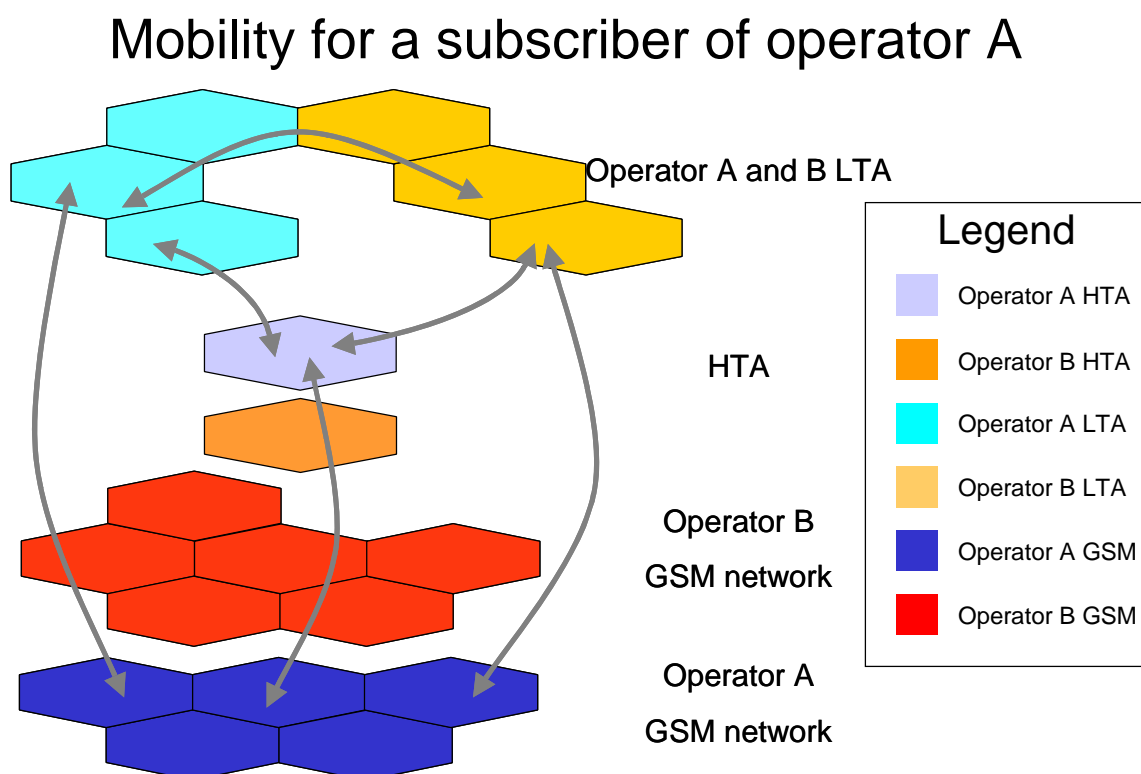 Mobility for a subscriber of operator A
Operator A and B LTA
Legend
Operator A HTA
HTA
Operator B HTA
Operator A LTA
Operator B LTA
Operator B
GSM network
Operator A GSM
Operator B GSM
Operator A
GSM network